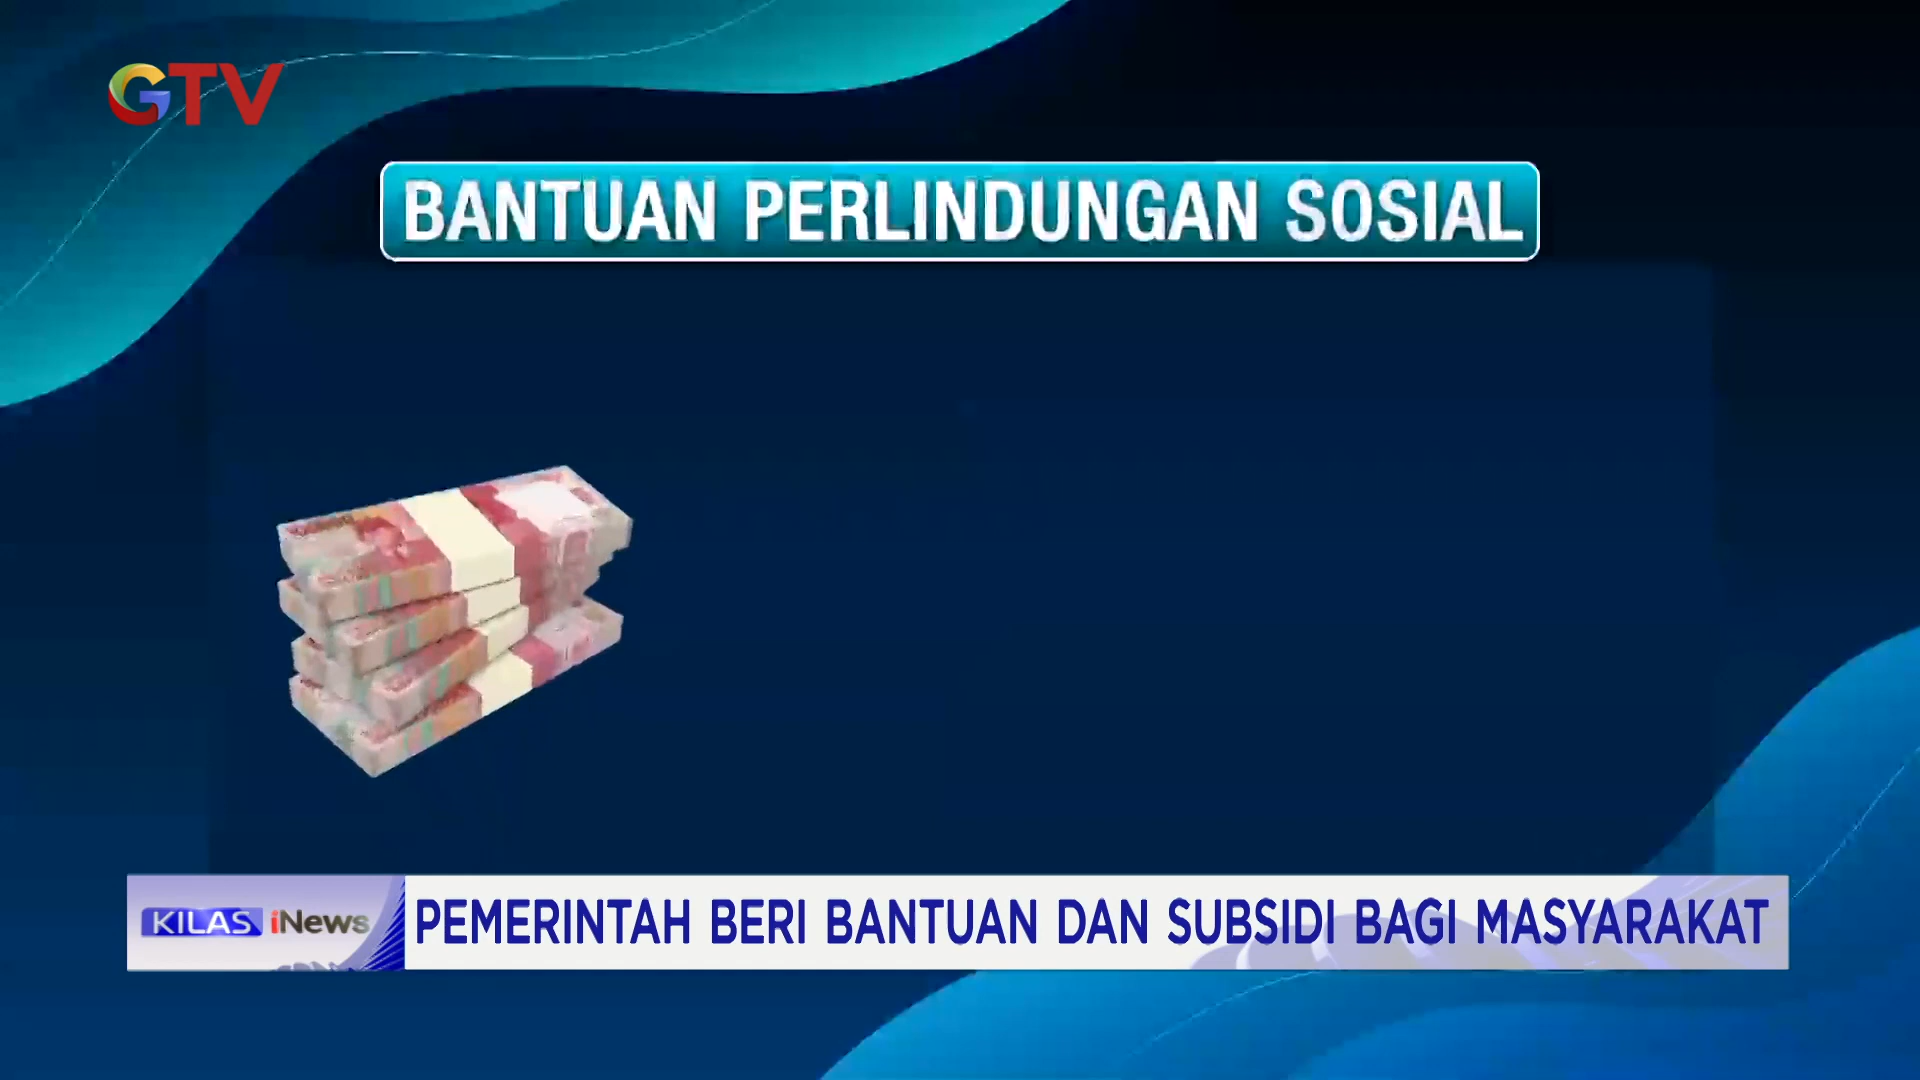 GTV
BANTUAN PERLINDUNGAN SOSIAL
KILAS iNews
PEMERINTAH BERI BANTUAN DAN SUBSIDI BAGI MASYARAKAT